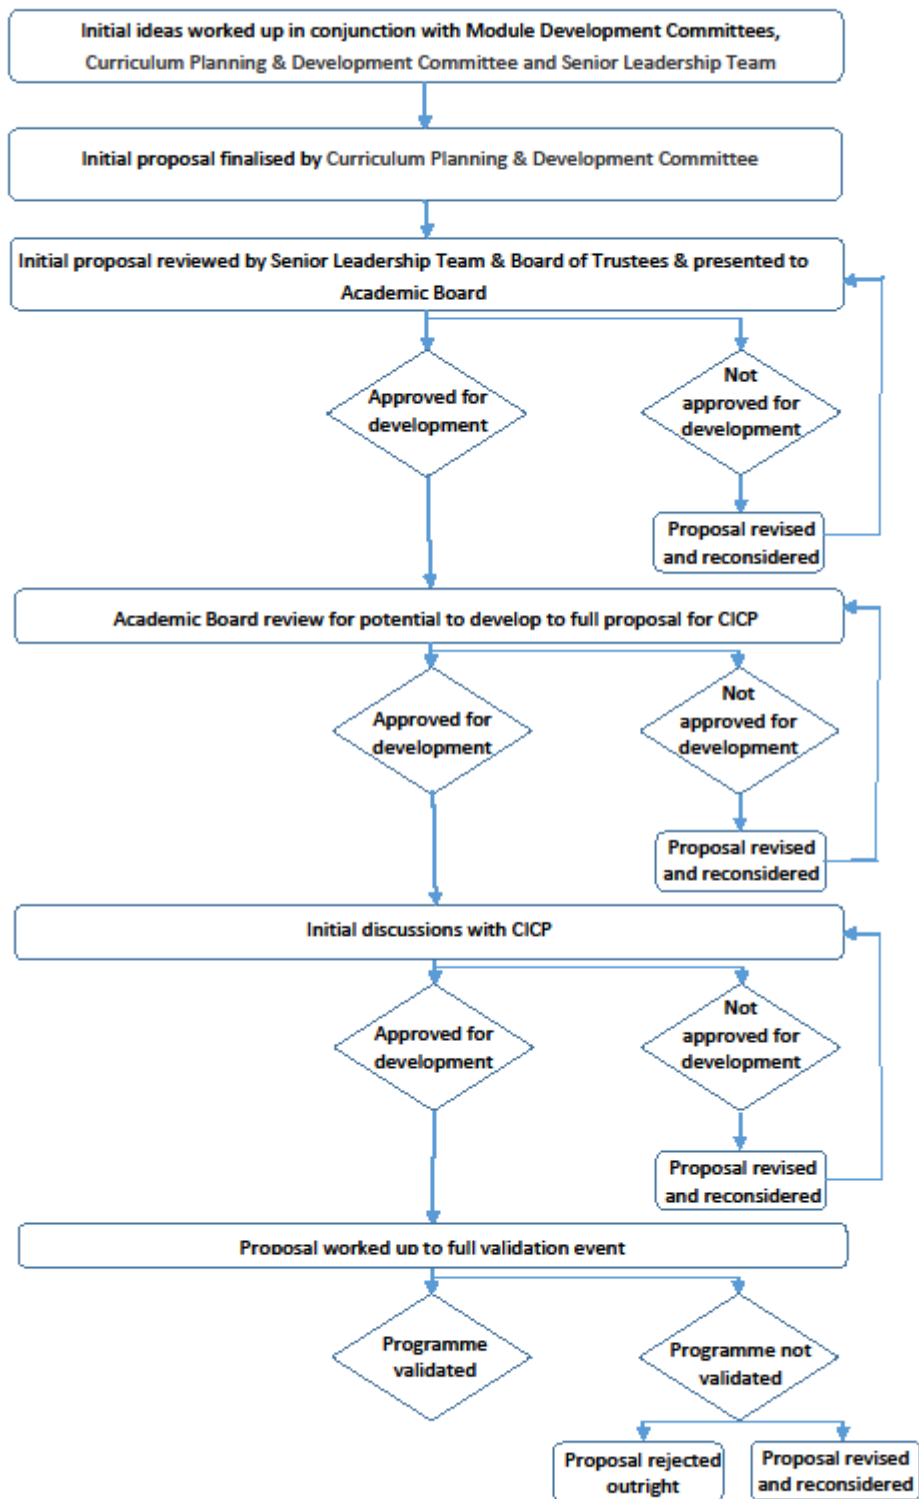 Initial ideas worked up in conjunction with Module Development Committees,
Curriculum Planning & Development Committee and Senior Leadership Team
Initial proposal finalised by Curriculum Planning & Development Committee
Initial proposal reviewed by Senior Leadership Team & Board of Trustees & presented to
Academic Board
Approved for
development
Not
approved for
development
Proposal revised
and reconsidered
Academic Board review for potential to develop to full proposal for CICP
Approved for
development
Not
approved for
development
Proposal revised
and reconsidered
Initial discussions with CICP
Approved for
development
Not
approved for
development
Proposal revised
and reconsidered
Proposal worked up to full validation event
Programme
validated
Programme not
validated
Proposal rejected
outright
Proposal revised
and reconsidered